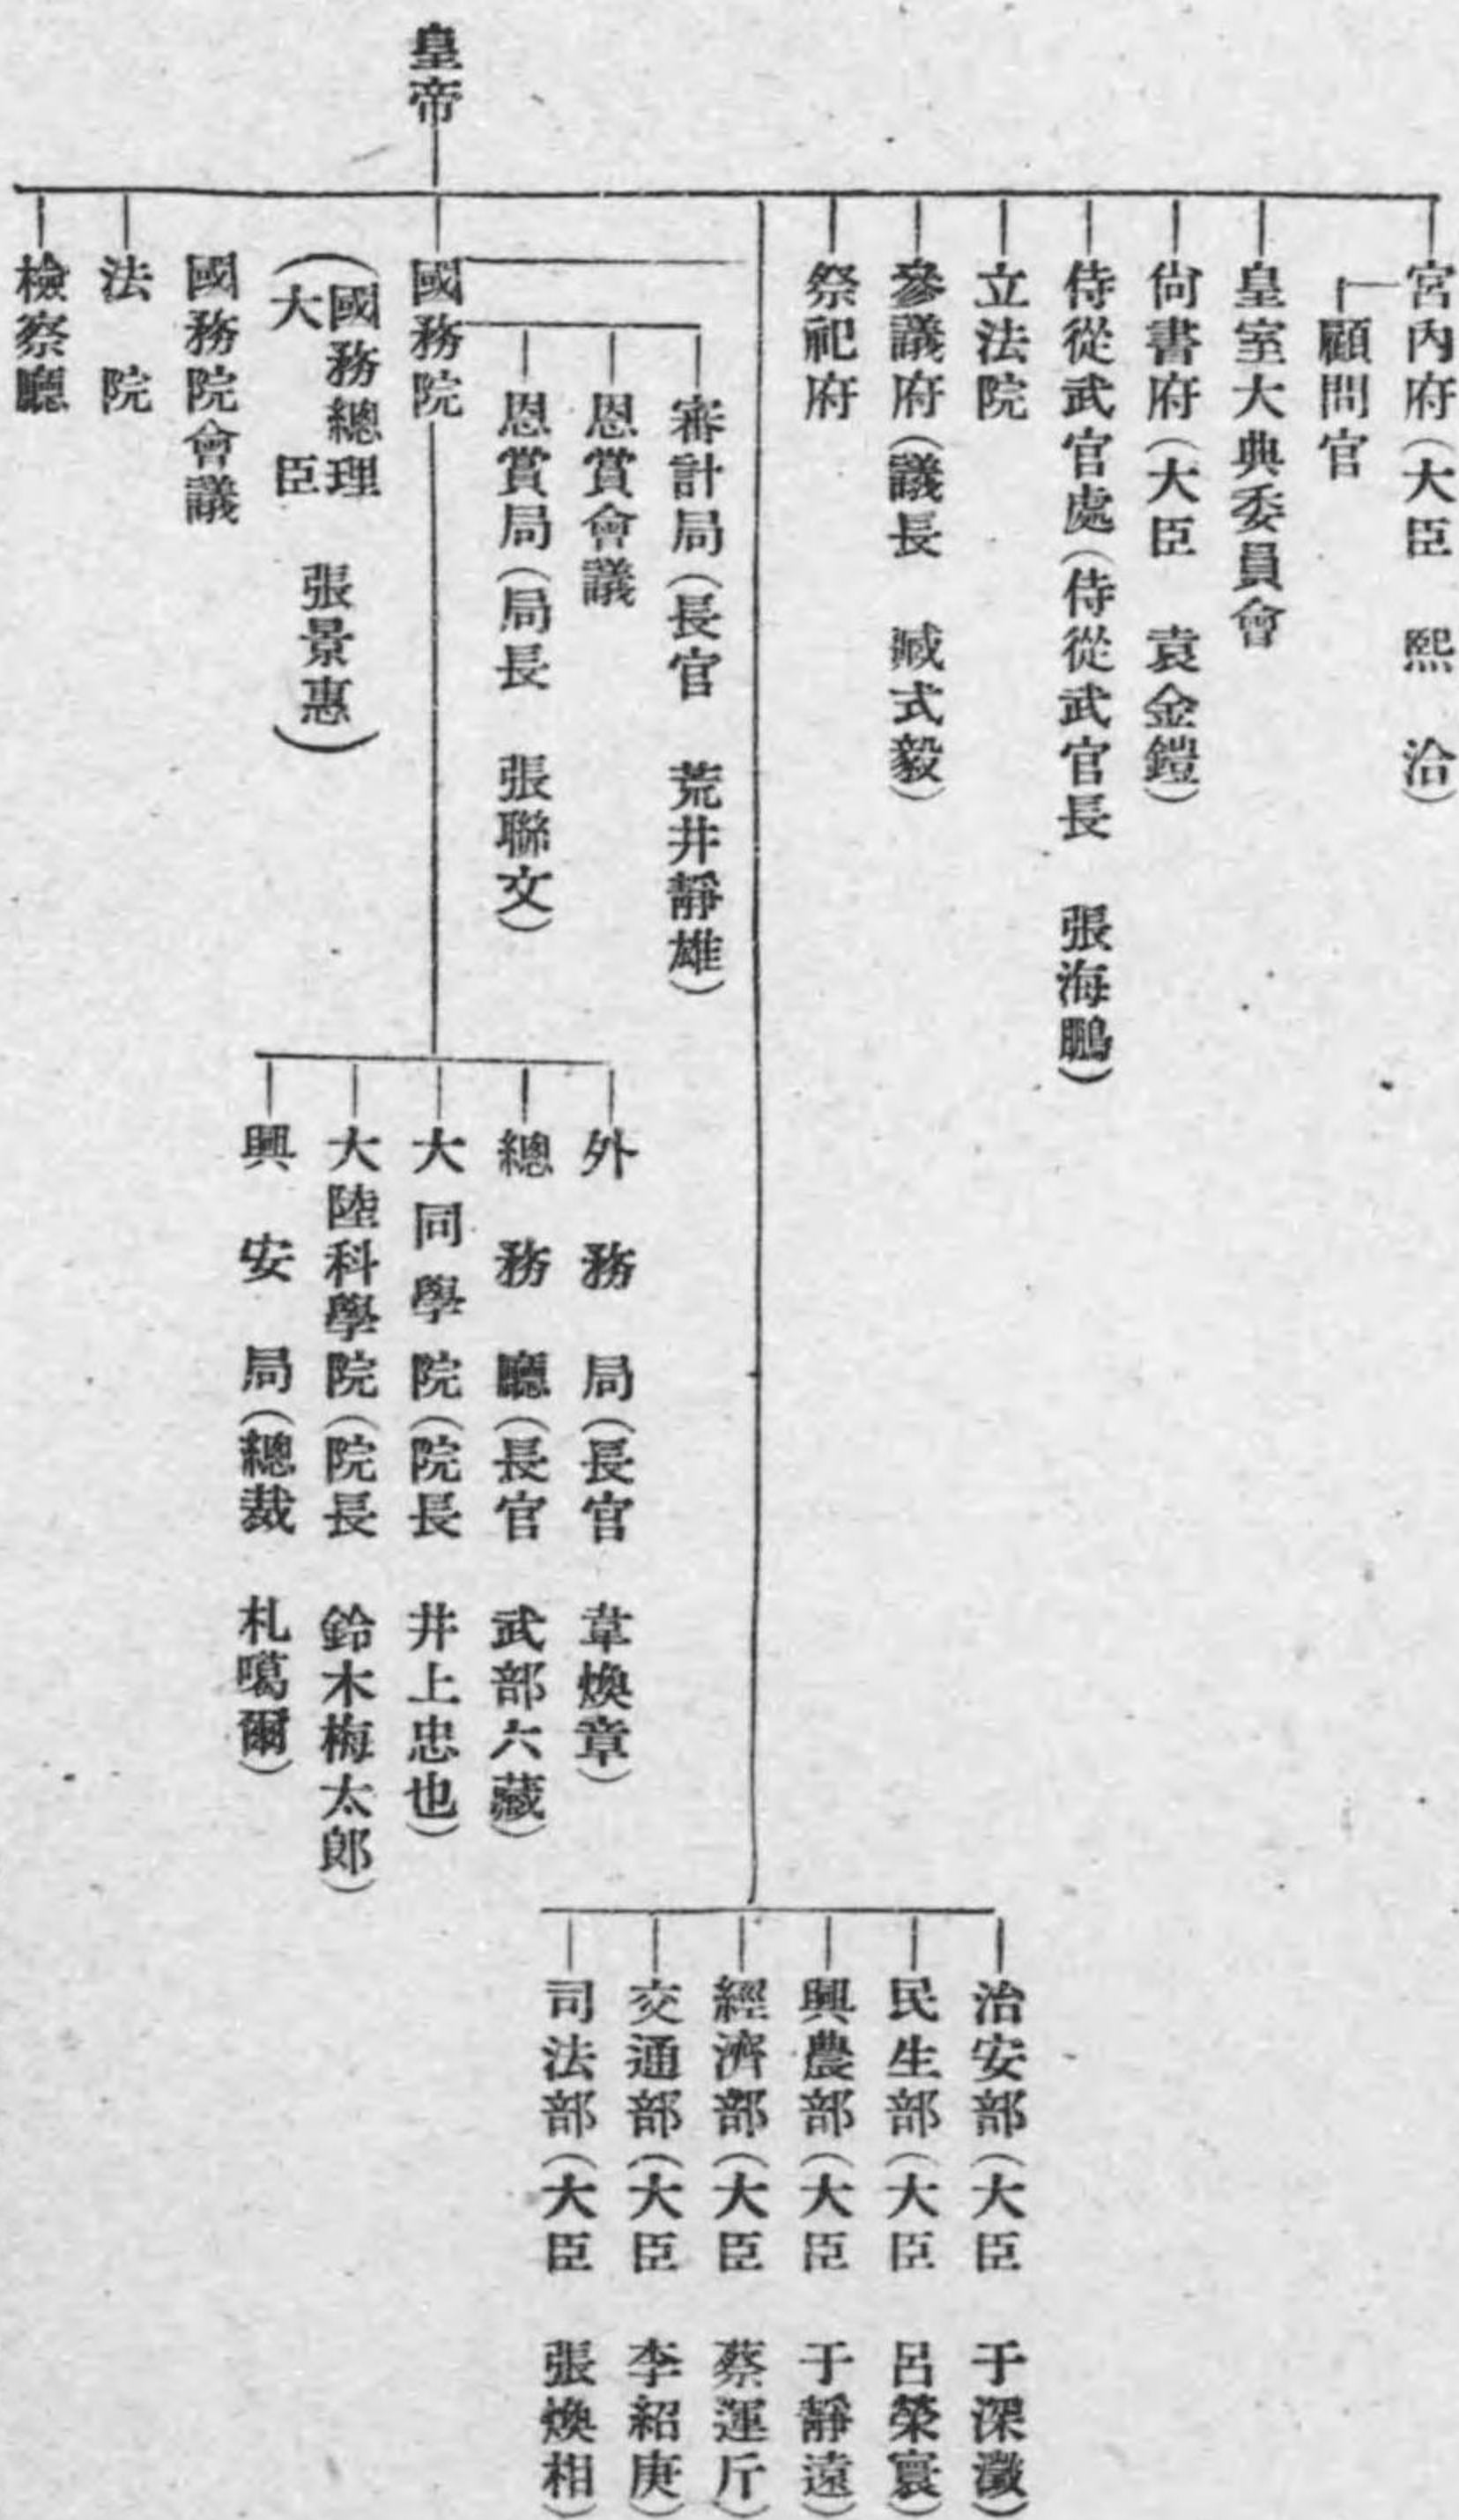 皇帝
宮內府(大臣 熙 洽)
顧問官
皇室大典委員會
尙書府(大臣 袁金鎧)
侍從武官處(侍從武官長 張海鵬)
立法院
參議府(議長 臧式毅)
祭祀府
治安部(大臣 于深澂)
民生部(大臣 呂榮寰)
興農部(大臣 于靜遠)
經濟部(大臣 蔡運斤)
交通部(大臣 李紹庚)
司法部(大臣 張煥相)
審計局(長官 荒井靜雄)
恩賞會議
恩賞局(局長 張聯文)
國務院
(國務總理大臣 張景惠)
外務局(長官 韋煥章)
總務廳(長官 武部六藏)
大同學院(院長 井上忠也)
大陸科學院(院長 鈴木梅太郎)
興安局(總裁 札噶爾)
國務院會議
法院
檢察廳